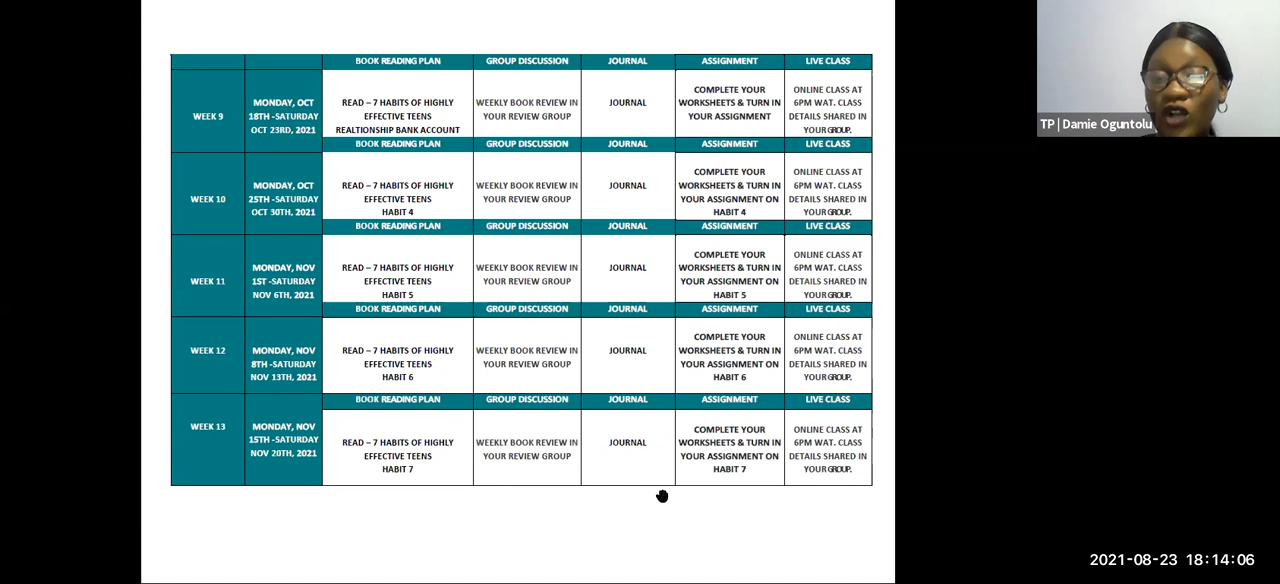 BOOK READING PLAN GROUP DISCUSSION JOURNAL ASSIGNMENT LIVE CLASS
WEEK 9
MONDAY, OCT
18TH -SATURDAY
OCT 23RD, 2021
READ – 7 HABITS OF HIGHLY
EFFECTIVE TEENS
REALTIONSHIP BANK ACCOUNT
WEEKLY BOOK REVIEW IN
YOUR REVIEW GROUP
JOURNAL
COMPLETE YOUR
WORKSHEETS & TURN IN
YOUR ASSIGNMENT
ONLINE CLASS AT
6PM WAT. CLASS
DETAILS SHARED IN
YOUR GROUP.
BOOK READING PLAN GROUP DISCUSSION JOURNAL ASSIGNMENT LIVE CLASS
WEEK 10
MONDAY, OCT
25TH -SATURDAY
OCT 30TH, 2021
READ – 7 HABITS OF HIGHLY
EFFECTIVE TEENS
HABIT 4
WEEKLY BOOK REVIEW IN
YOUR REVIEW GROUP
JOURNAL
COMPLETE YOUR
WORKSHEETS & TURN IN
YOUR ASSIGNMENT ON
HABIT 4
ONLINE CLASS AT
6PM WAT. CLASS
DETAILS SHARED IN
YOUR GROUP.
BOOK READING PLAN GROUP DISCUSSION JOURNAL ASSIGNMENT LIVE CLASS
WEEK 11
MONDAY, NOV
1ST -SATURDAY
NOV 6TH, 2021
READ – 7 HABITS OF HIGHLY
EFFECTIVE TEENS
HABIT 5
WEEKLY BOOK REVIEW IN
YOUR REVIEW GROUP
JOURNAL
COMPLETE YOUR
WORKSHEETS & TURN IN
YOUR ASSIGNMENT ON
HABIT 5
ONLINE CLASS AT
6PM WAT. CLASS
DETAILS SHARED IN
YOUR GROUP.
BOOK READING PLAN GROUP DISCUSSION JOURNAL ASSIGNMENT LIVE CLASS
WEEK 12
MONDAY, NOV
8TH -SATURDAY
NOV 13TH, 2021
READ – 7 HABITS OF HIGHLY
EFFECTIVE TEENS
HABIT 6
WEEKLY BOOK REVIEW IN
YOUR REVIEW GROUP
JOURNAL
COMPLETE YOUR
WORKSHEETS & TURN IN
YOUR ASSIGNMENT ON
HABIT 6
ONLINE CLASS AT
6PM WAT. CLASS
DETAILS SHARED IN
YOUR GROUP.
BOOK READING PLAN GROUP DISCUSSION JOURNAL ASSIGNMENT LIVE CLASS
WEEK 13
MONDAY, NOV
15TH -SATURDAY
NOV 20TH, 2021
READ – 7 HABITS OF HIGHLY
EFFECTIVE TEENS
HABIT 7
WEEKLY BOOK REVIEW IN
YOUR REVIEW GROUP
JOURNAL
COMPLETE YOUR
WORKSHEETS & TURN IN
YOUR ASSIGNMENT ON
HABIT 7
ONLINE CLASS AT
6PM WAT. CLASS
DETAILS SHARED IN
YOUR GROUP.
TP | Damie Oguntolu
2021-08-23 18:14:06